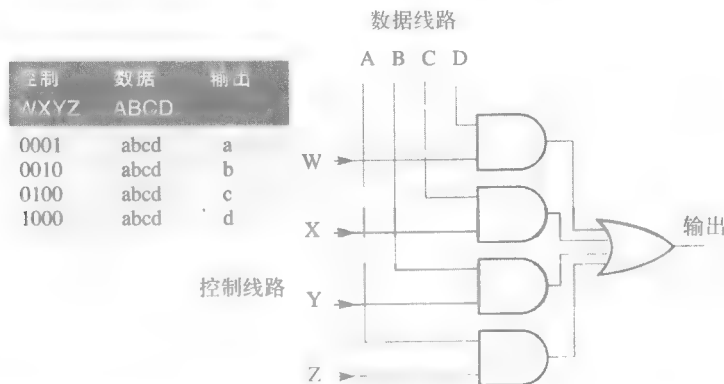 数据线路
A B C D
控制 数据 输出
WXYZ ABCD
0001 abcd a
0010 abcd b
0100 abcd c
1000 abcd d
W
X
控制线路 Y
Z
输出